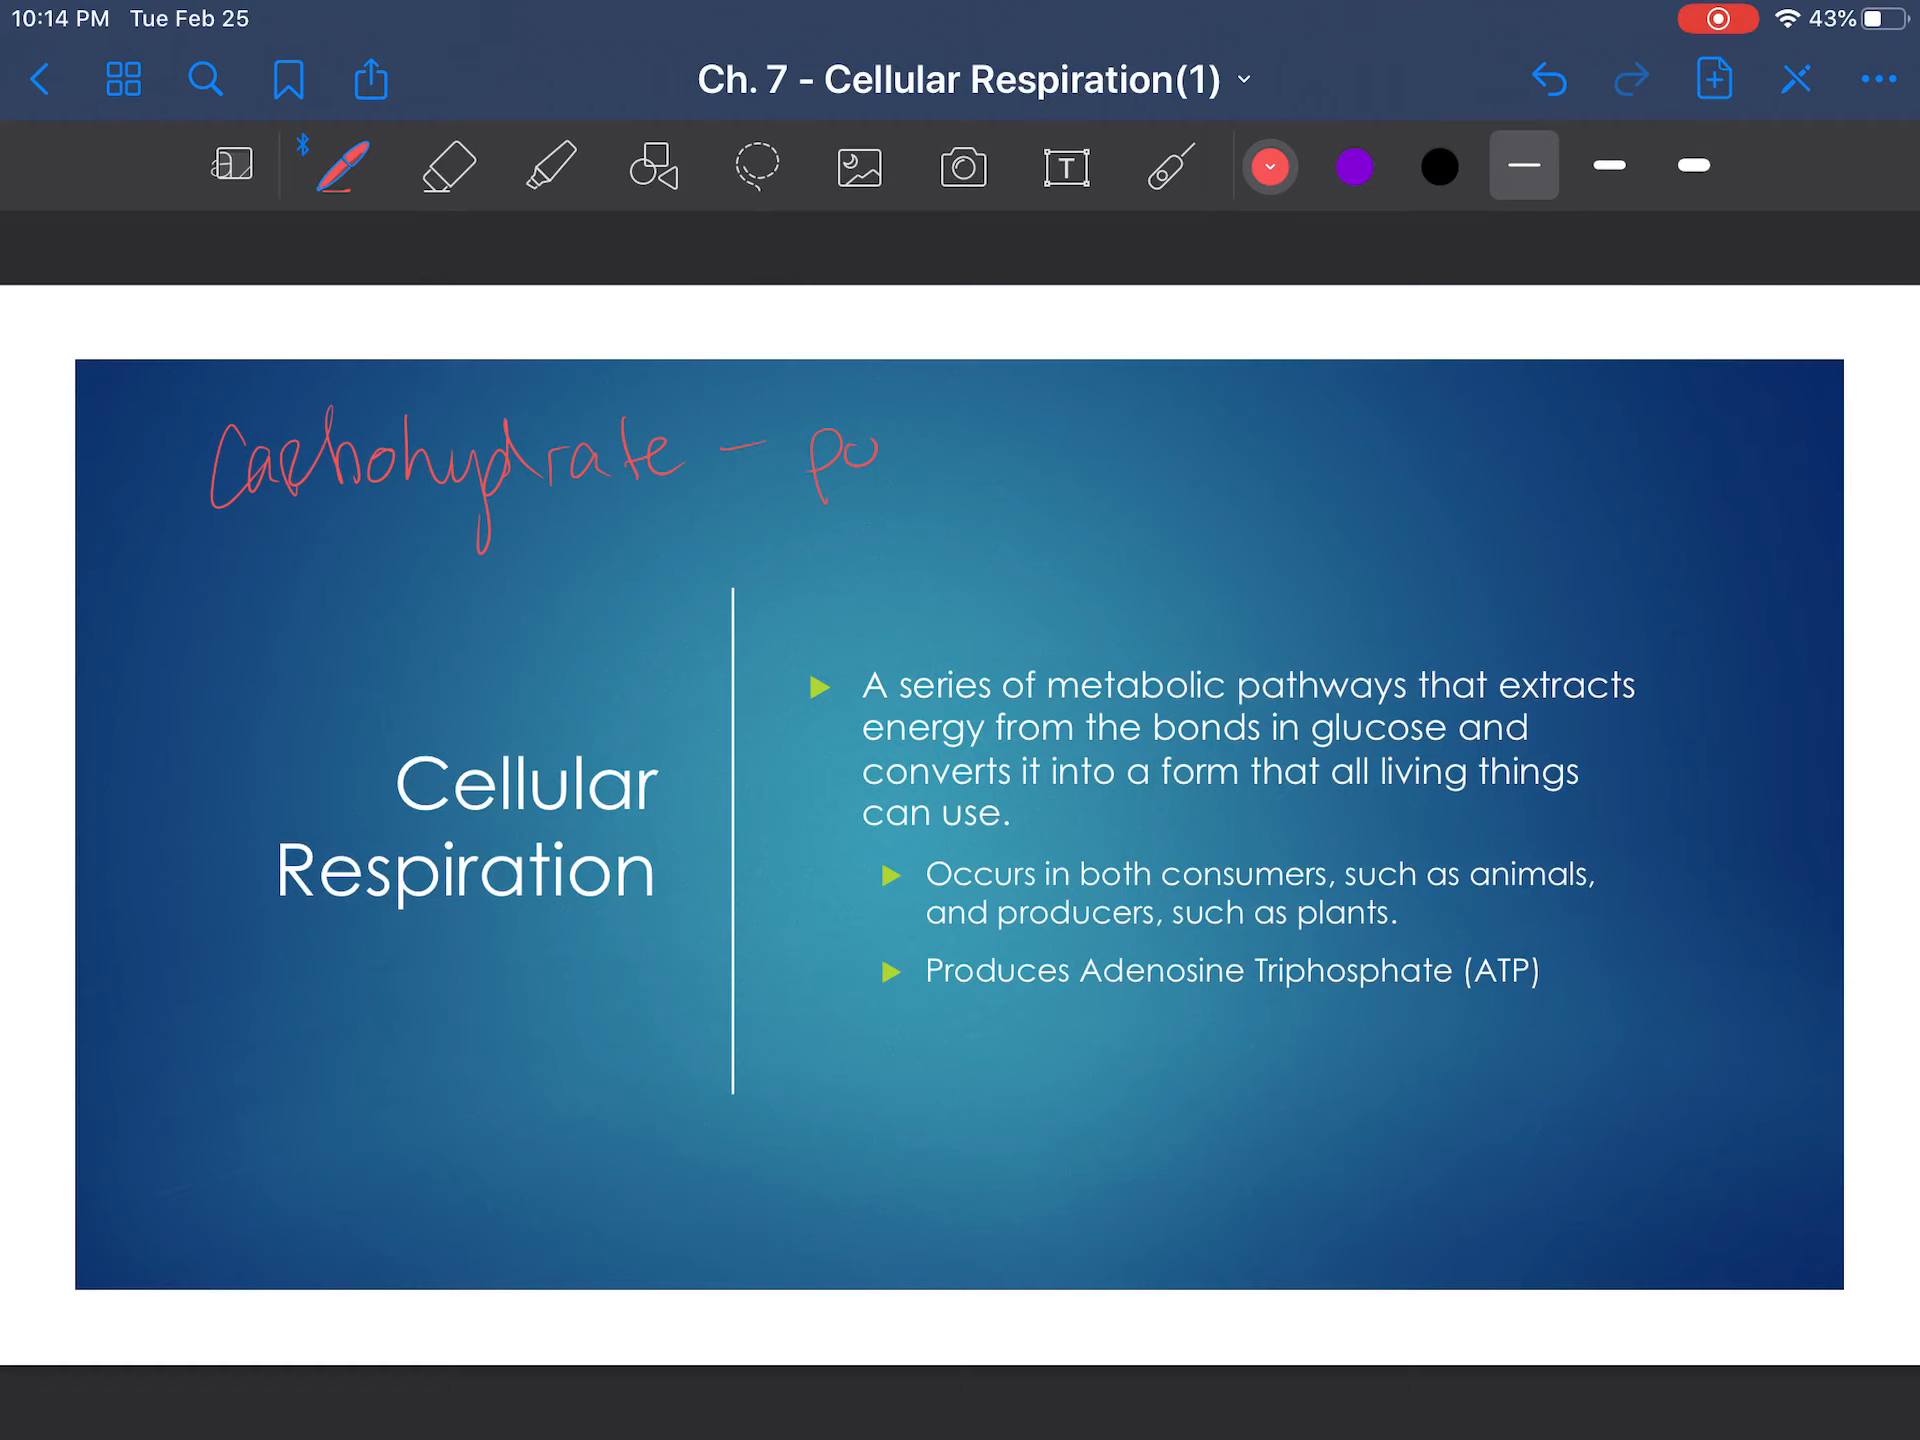 10:14 PM Tue Feb 25
43%
Ch. 7 - Cellular Respiration(1)
Carbohydrate - po
Cellular
Respiration
A series of metabolic pathways that extracts
energy from the bonds in glucose and
converts it into a form that all living things
can use.
Occurs in both consumers, such as animals,
and producers, such as plants.
Produces Adenosine Triphosphate (ATP)